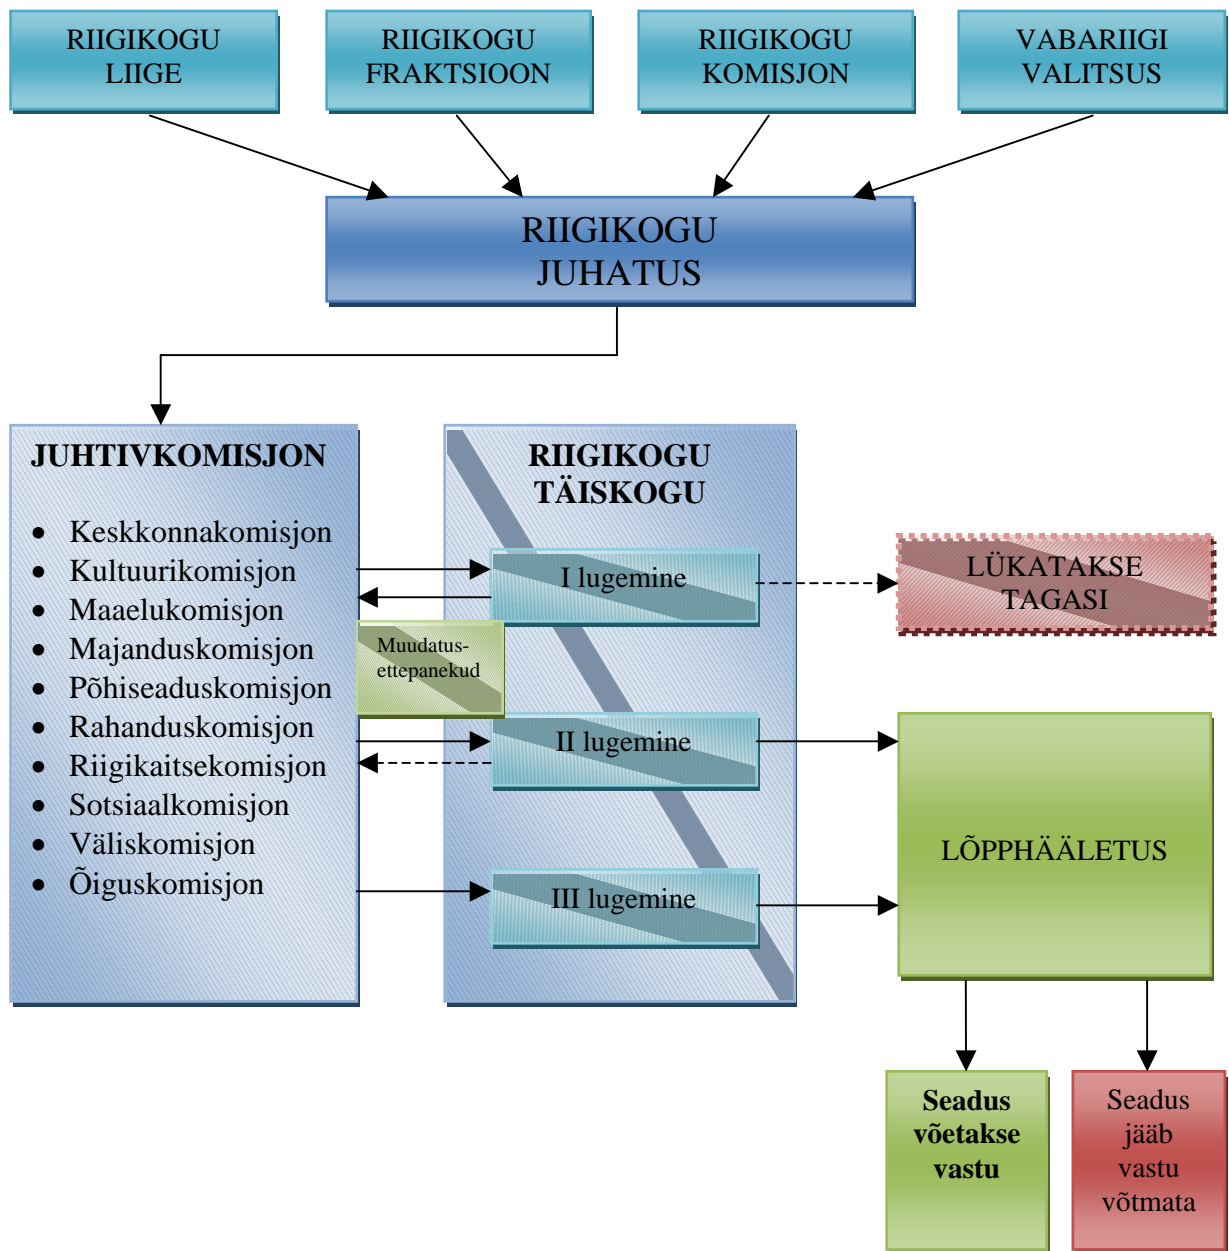 RIIGIKOGU
LIIGE
RIIGIKOGU
FRAKTSIOON
RIIGIKOGU
KOMISJON
VABARIIGI
VALITSUS
RIIGIKOGU
JUHATUS
JUHTIVKOMISJON
• Keskkonnakomisjon
• Kultuurikomisjon
• Maaelukomisjon
• Majanduskomisjon
• Põhiseaduskomisjon
• Rahanduskomisjon
• Riigikaitsekomisjon
• Sotsiaalkomisjon
• Väliskomisjon
• Õiguskomisjon
Muudatus-
ettepanekud
RIIGIKOGU
TÄISKOGU
I lugemine
II lugemine
III lugemine
LÜKATAKSE
TAGASI
LÕPPHÄÄLETUS
Seadus
võetakse
vastu
Seadus
jääb
vastu
võtmata